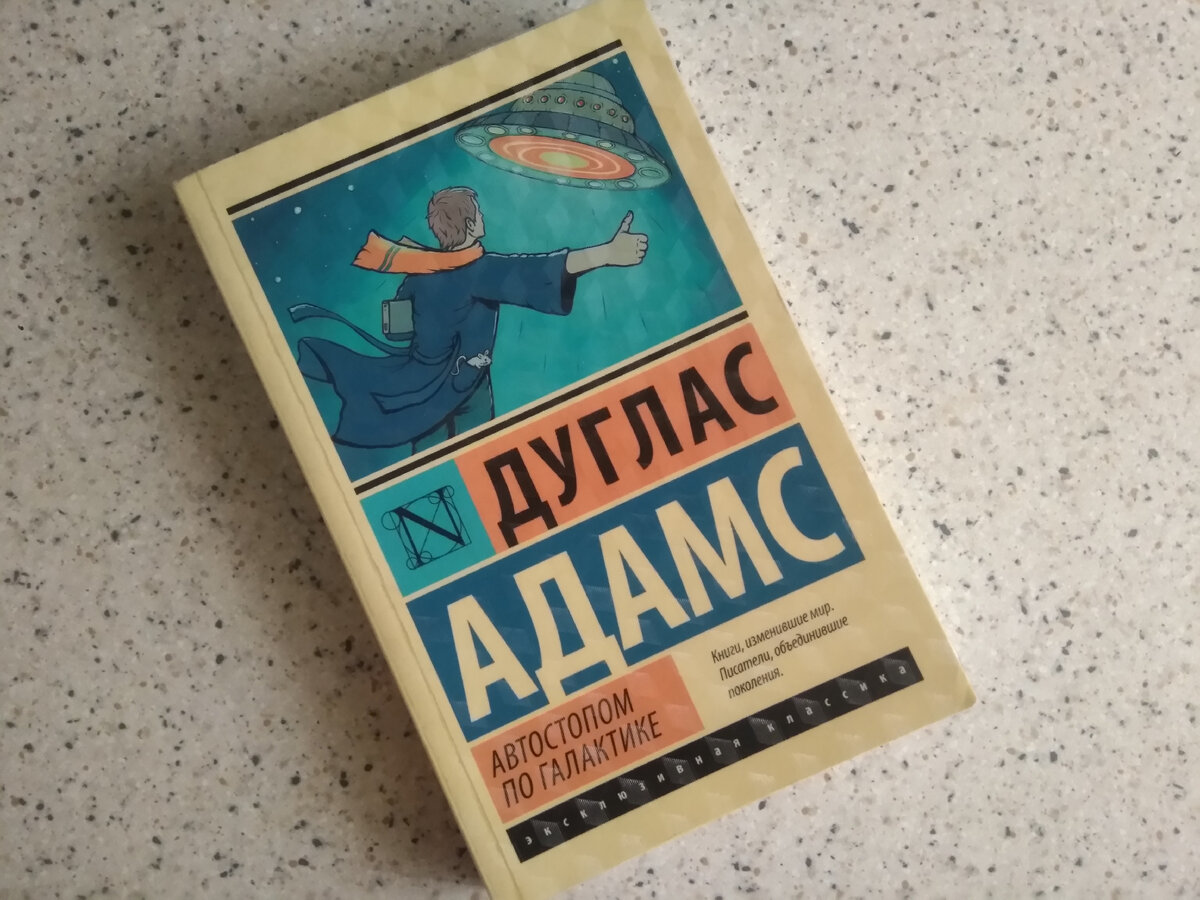 ДУГЛАС
N
АДАМС
Книги, изменившие мир.
Писатели, объединившие
поколения.
АВТОСТОПОМ
ПО ГАЛАКТИКЕ
эксклюзивная классика